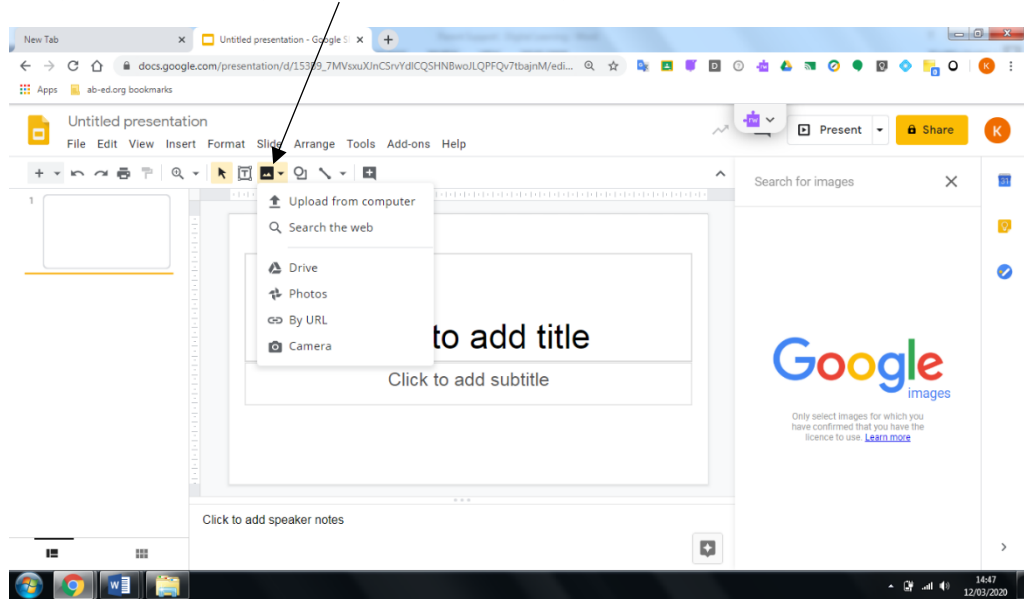 New Tab
Untitled presentation - Google S
docs.google.com/presentation/d/
Apps ab-ed.org bookmarks
Untitled presentation
File Edit View Insert Format Slide Arrange Tools Add-ons Help
Present Share K
Search for images
1
31
Upload from computer
Search the web
Drive
Photos
By URL
Camera
to add title
Click to add subtitle
Google
images
Only select images for which you
have confirmed that you have the
licence to use. Learn more
Click to add speaker notes
14:47
12/03/2020